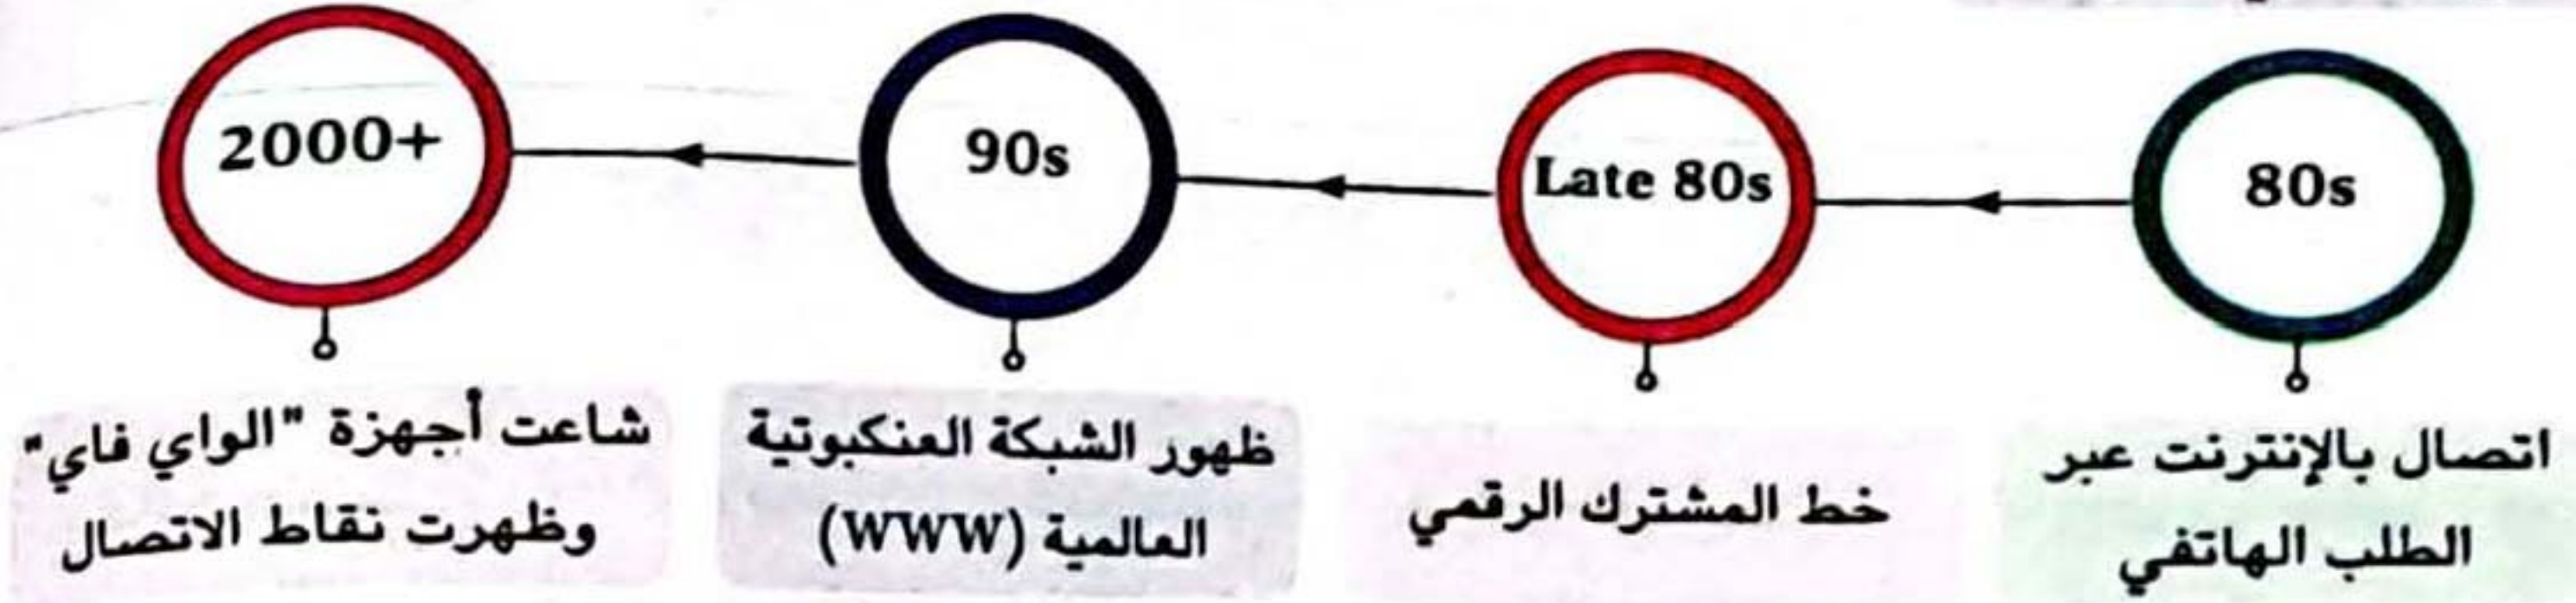 80s
Late 80s
90s
2000+
اتصال بالإنترنت عبر
الطلب الهاتفي
خط المشترك الرقمي
ظهور الشبكة العنكبوتية
العالمية (WWW)
شاعت أجهزة "الواي فاي"
وظهرت نقاط الاتصال